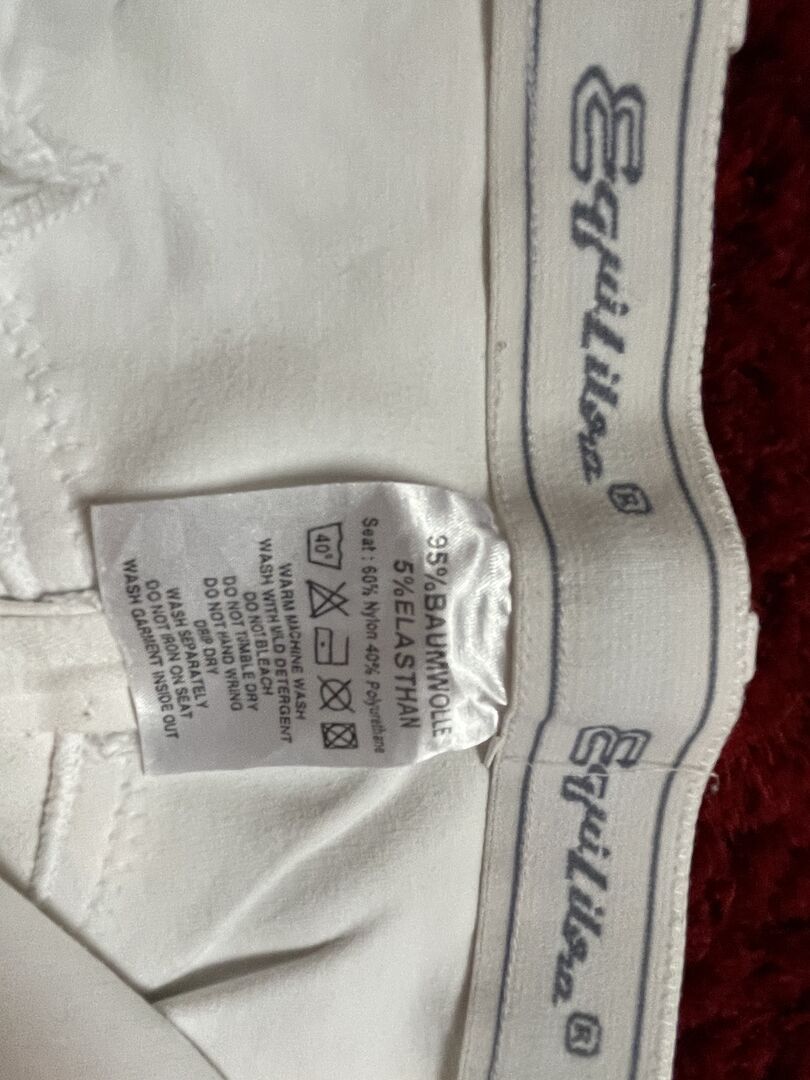 EquiLibra
R
95%BAUMWOLLE
5%ELASTHAN
Seat: 60% Nylon 40% Polyurethane
40°
WARM MACHINE WASH
WASH WITH MILD DETERGENT
DO NOT BLEACH
DO NOT TUMBLE DRY
DO NOT HAND WRING
DRIP DRY
WASH SEPARATELY
DO NOT IRON ON SEAT
WASH GARMENT INSIDE OUT
EquiLibra
R